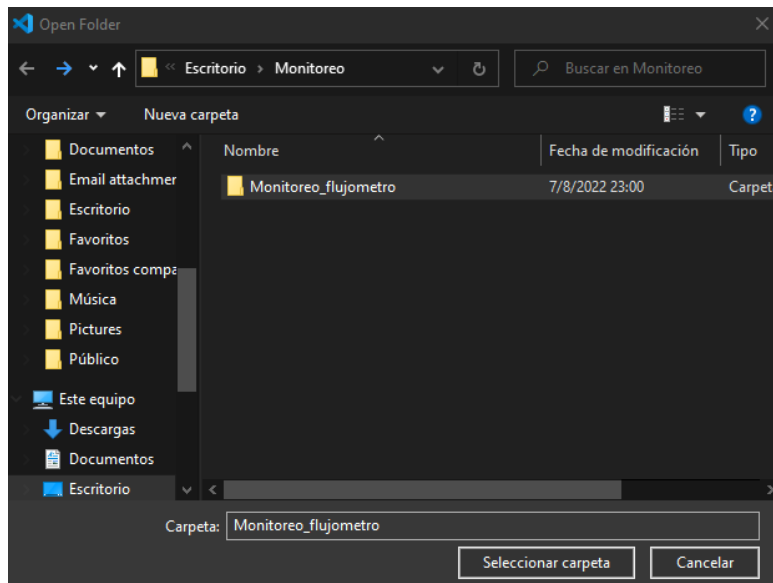 Open Folder
« Escritorio > Monitoreo
Buscar en Monitoreo
Organizar
Nueva carpeta
Nombre
Fecha de modificación
Tipo
Documentos
Email attachmer
Monitoreo_flujometro
7/8/2022 23:00
Carpet
Escritorio
Favoritos
Favoritos compa
Música
Pictures
Público
Este equipo
Descargas
Documentos
Escritorio
Carpeta: Monitoreo_flujometro
Seleccionar carpeta
Cancelar